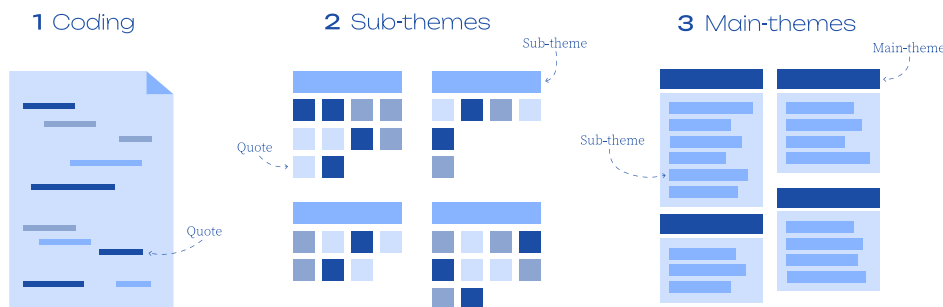 1 Coding
2 Sub-themes
3 Main-themes
Sub-theme
Main-theme
Quote
Sub-theme
Quote